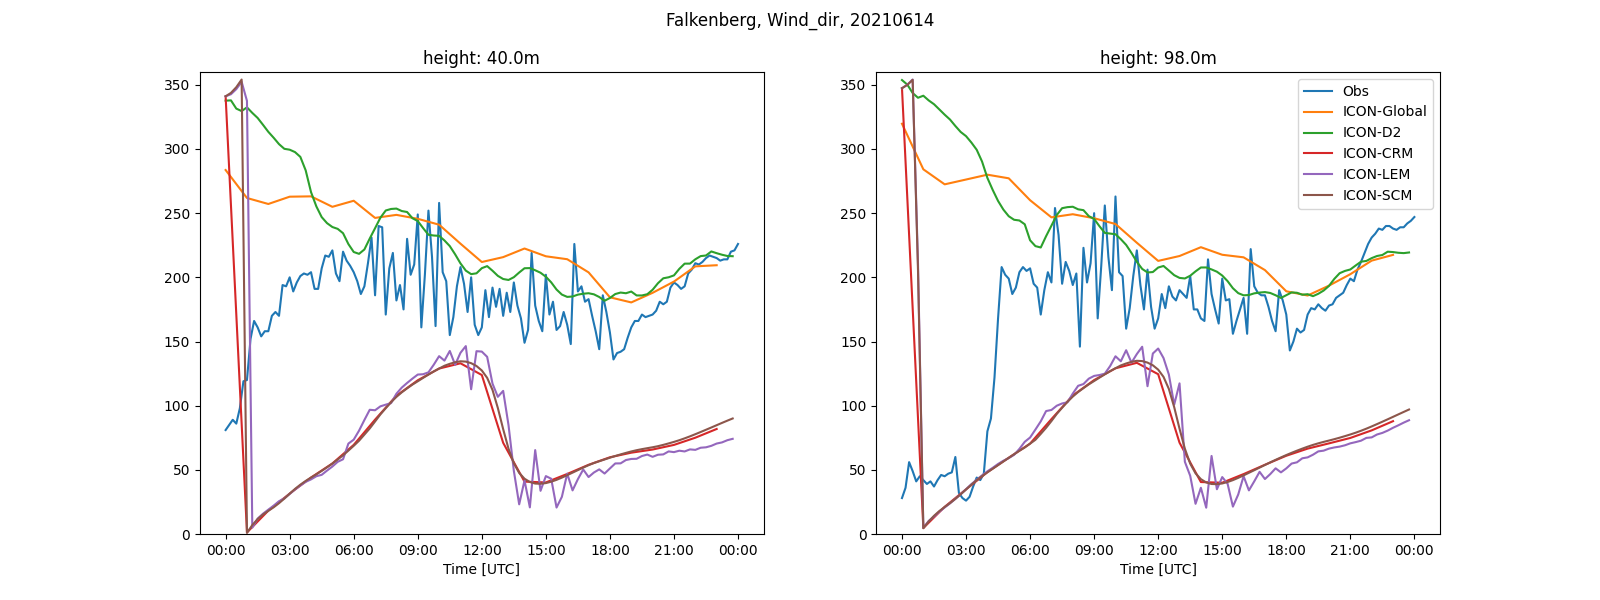 Falkenberg, Wind_dir, 20210614
height: 40.0m
350
300
250
200
150
100
50
0
00:00 03:00 06:00 09:00 12:00 15:00 18:00 21:00 00:00
Time [UTC]
height: 98.0m
350
300
250
200
150
100
50
0
00:00 03:00 06:00 09:00 12:00 15:00 18:00 21:00 00:00
Time [UTC]
Obs
ICON-Global
ICON-D2
ICON-CRM
ICON-LEM
ICON-SCM